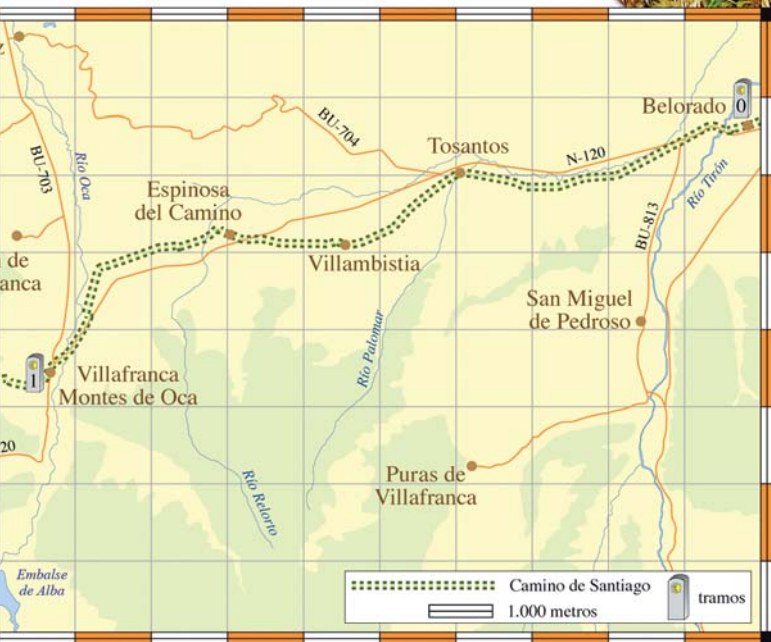 z
BU-704
BU-703
Río Oca
Belorado
0
Tosantos
N-120
Río Tirón
Espinosa
del Camino
BU-813
n de
anca
Villambistia
San Miguel
de Pedroso
Río Palomar
1
Villafranca
Montes de Oca
20
Puras de
Villafranca
Río Relorto
Embalse
de Alba
Camino de Santiago
tramos
1.000 metros